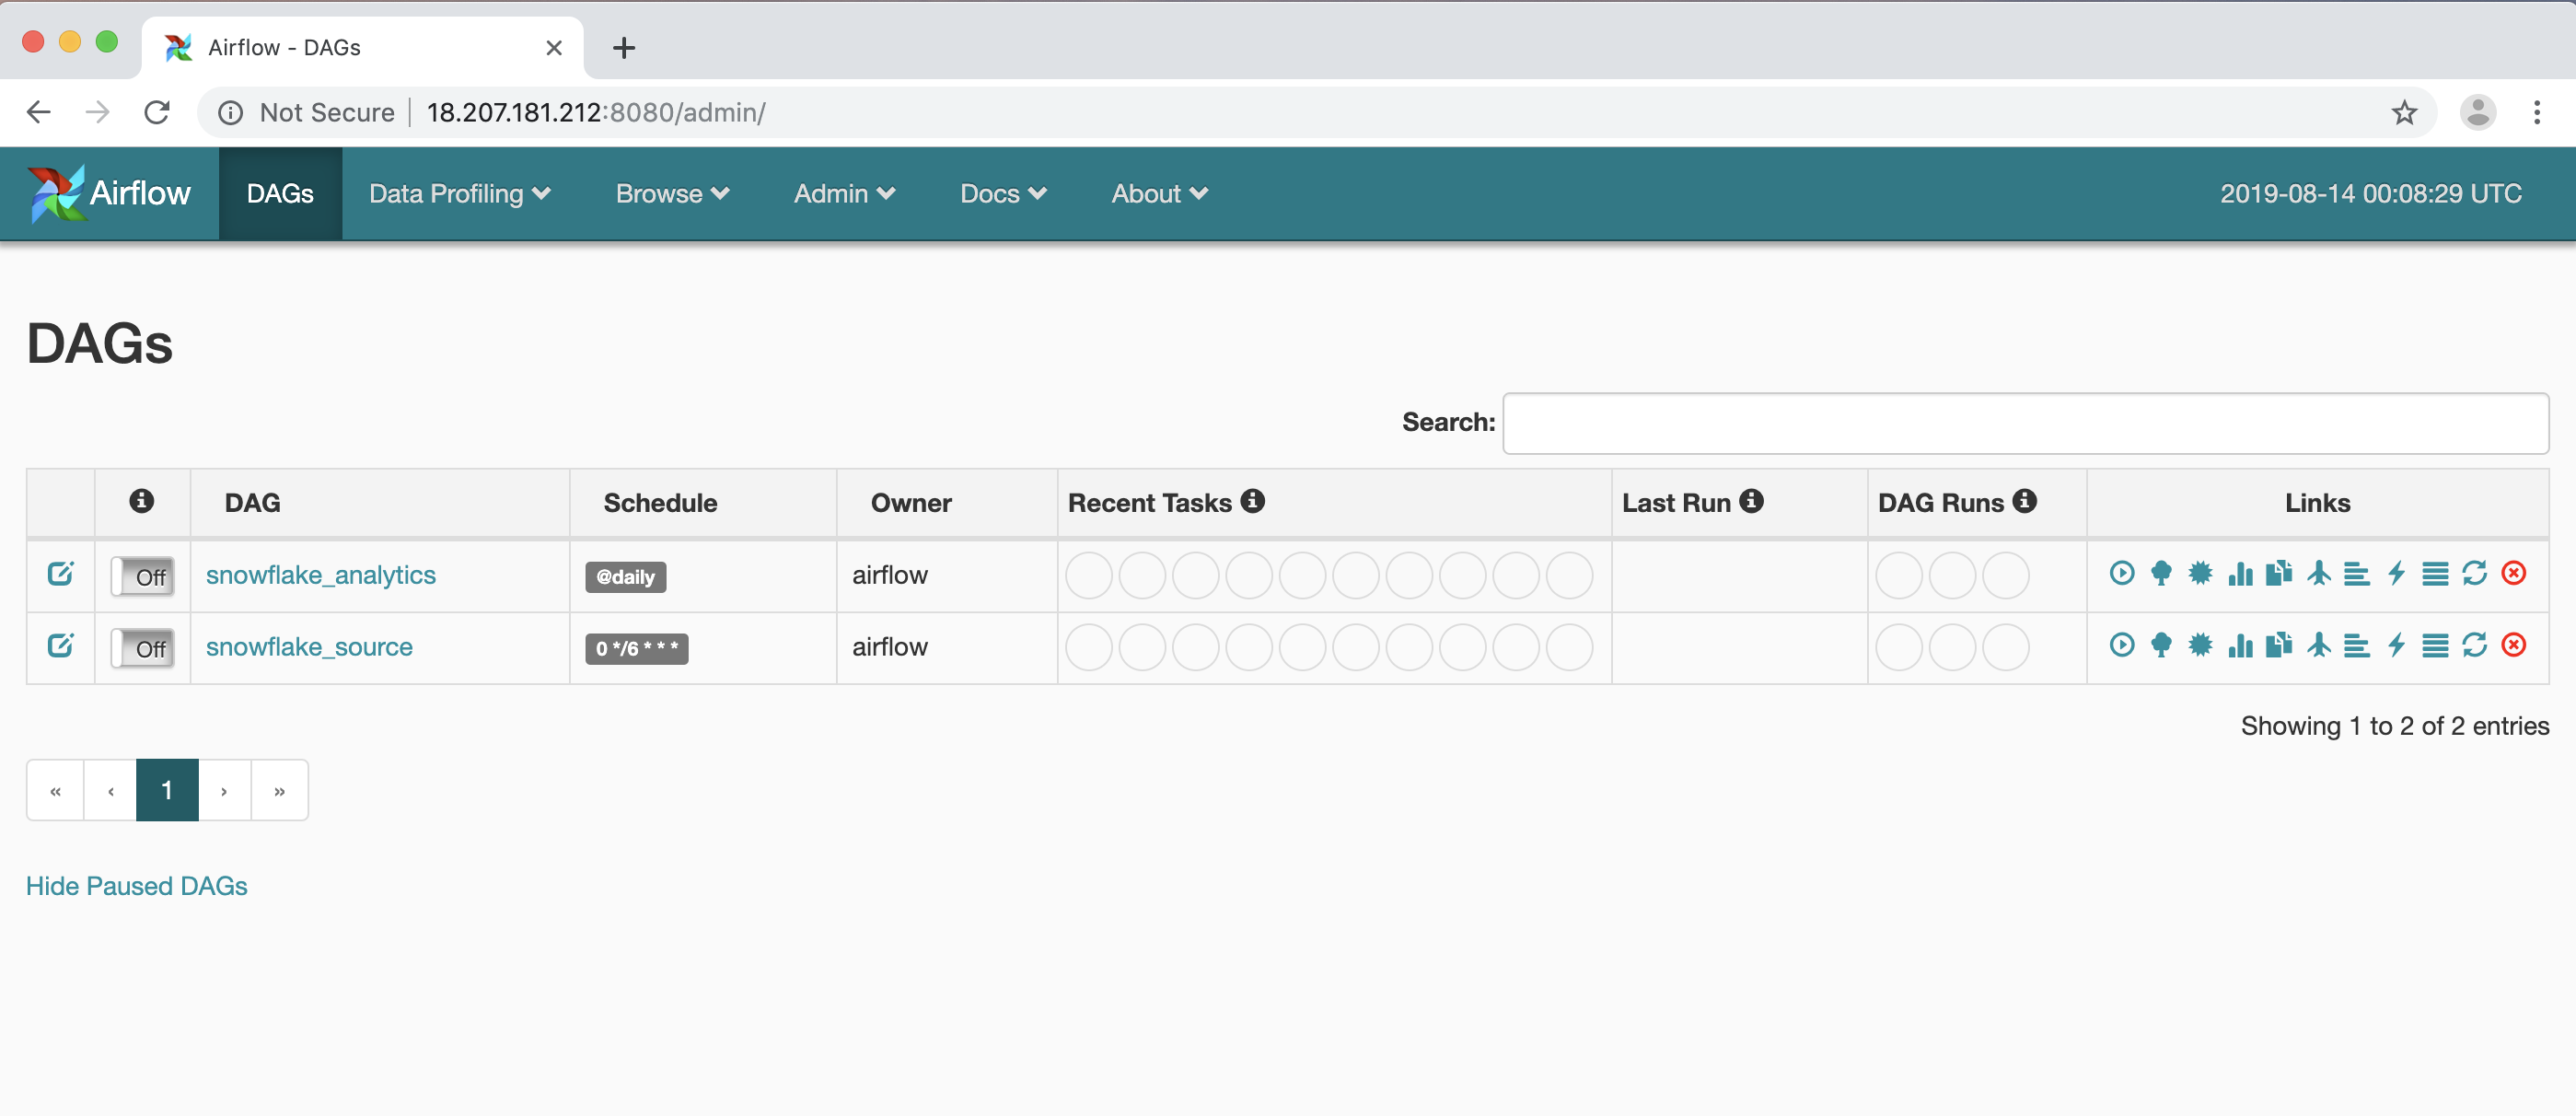 Airflow - DAGs
Not Secure | 18.207.181.212:8080/admin/
Airflow DAGs Data Profiling Browse Admin Docs About 2019-08-14 00:08:29 UTC
DAGs
Search:
DAG Schedule Owner Recent Tasks Last Run DAG Runs Links
Off snowflake_analytics @daily airflow
Off snowflake_source 0 */6 * * * airflow
Showing 1 to 2 of 2 entries
« ‹ 1 › »
Hide Paused DAGs